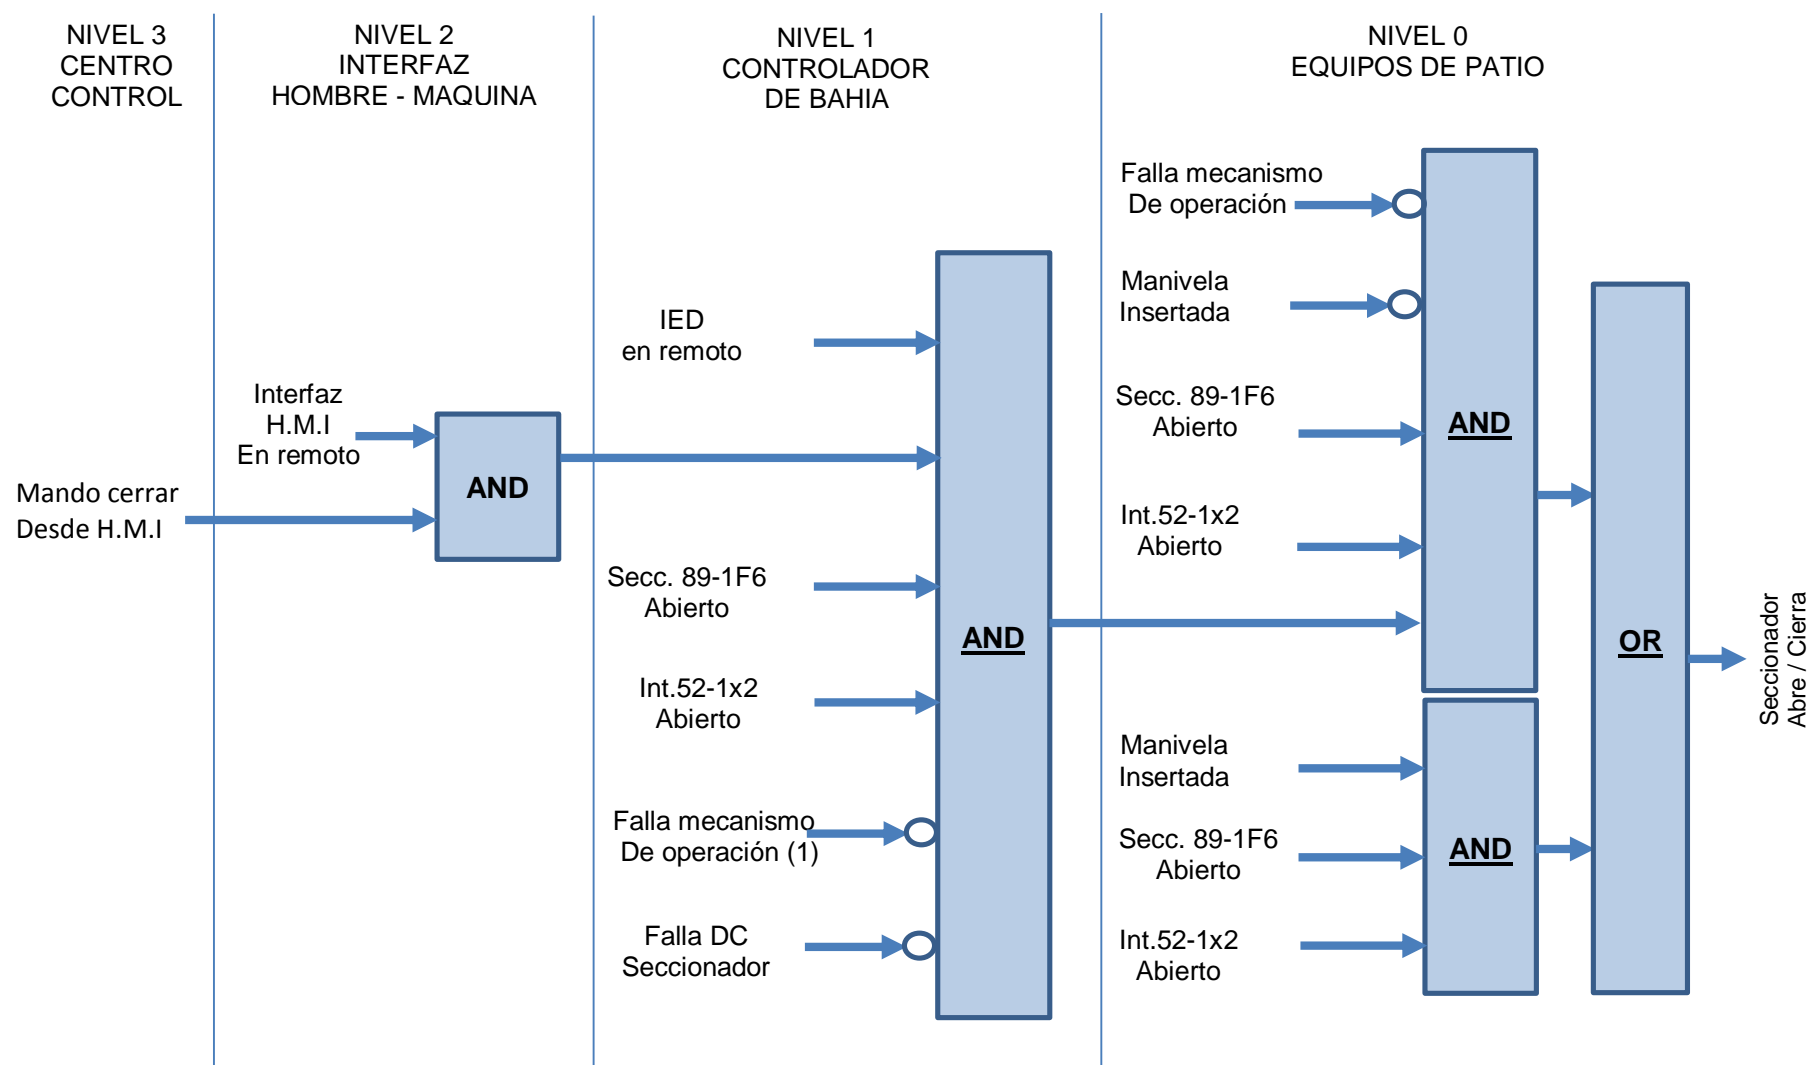 NIVEL 3
CENTRO
CONTROL
NIVEL 2
INTERFAZ
HOMBRE - MAQUINA
NIVEL 1
CONTROLADOR
DE BAHIA
NIVEL 0
EQUIPOS DE PATIO
Mando cerrar
Desde H.M.I
Interfaz
H.M.I
En remoto
AND
IED
en remoto
Secc. 89-1F6
Abierto
Int.52-1x2
Abierto
Falla mecanismo
De operación (1)
Falla DC
Seccionador
AND
Falla mecanismo
De operación
Manivela
Insertada
Secc. 89-1F6
Abierto
Int.52-1x2
Abierto
AND
Manivela
Insertada
Secc. 89-1F6
Abierto
Int.52-1x2
Abierto
AND
OR
Seccionador
Abre / Cierra